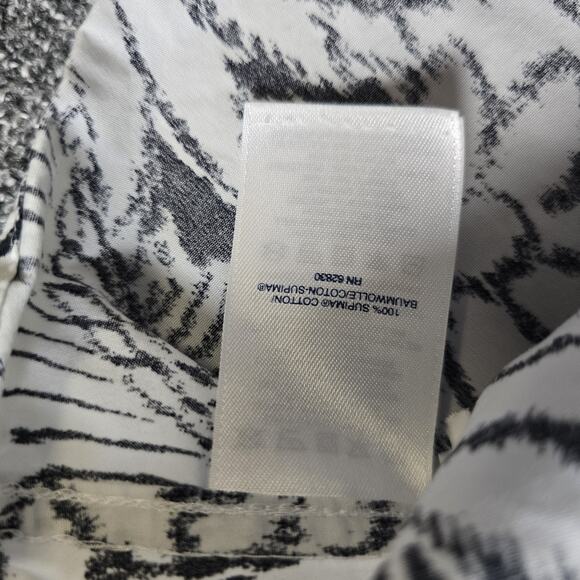 100% SUPIMA® COTTON/
BAUMWOLLE/COTON-SUPIMA®
RN 62830